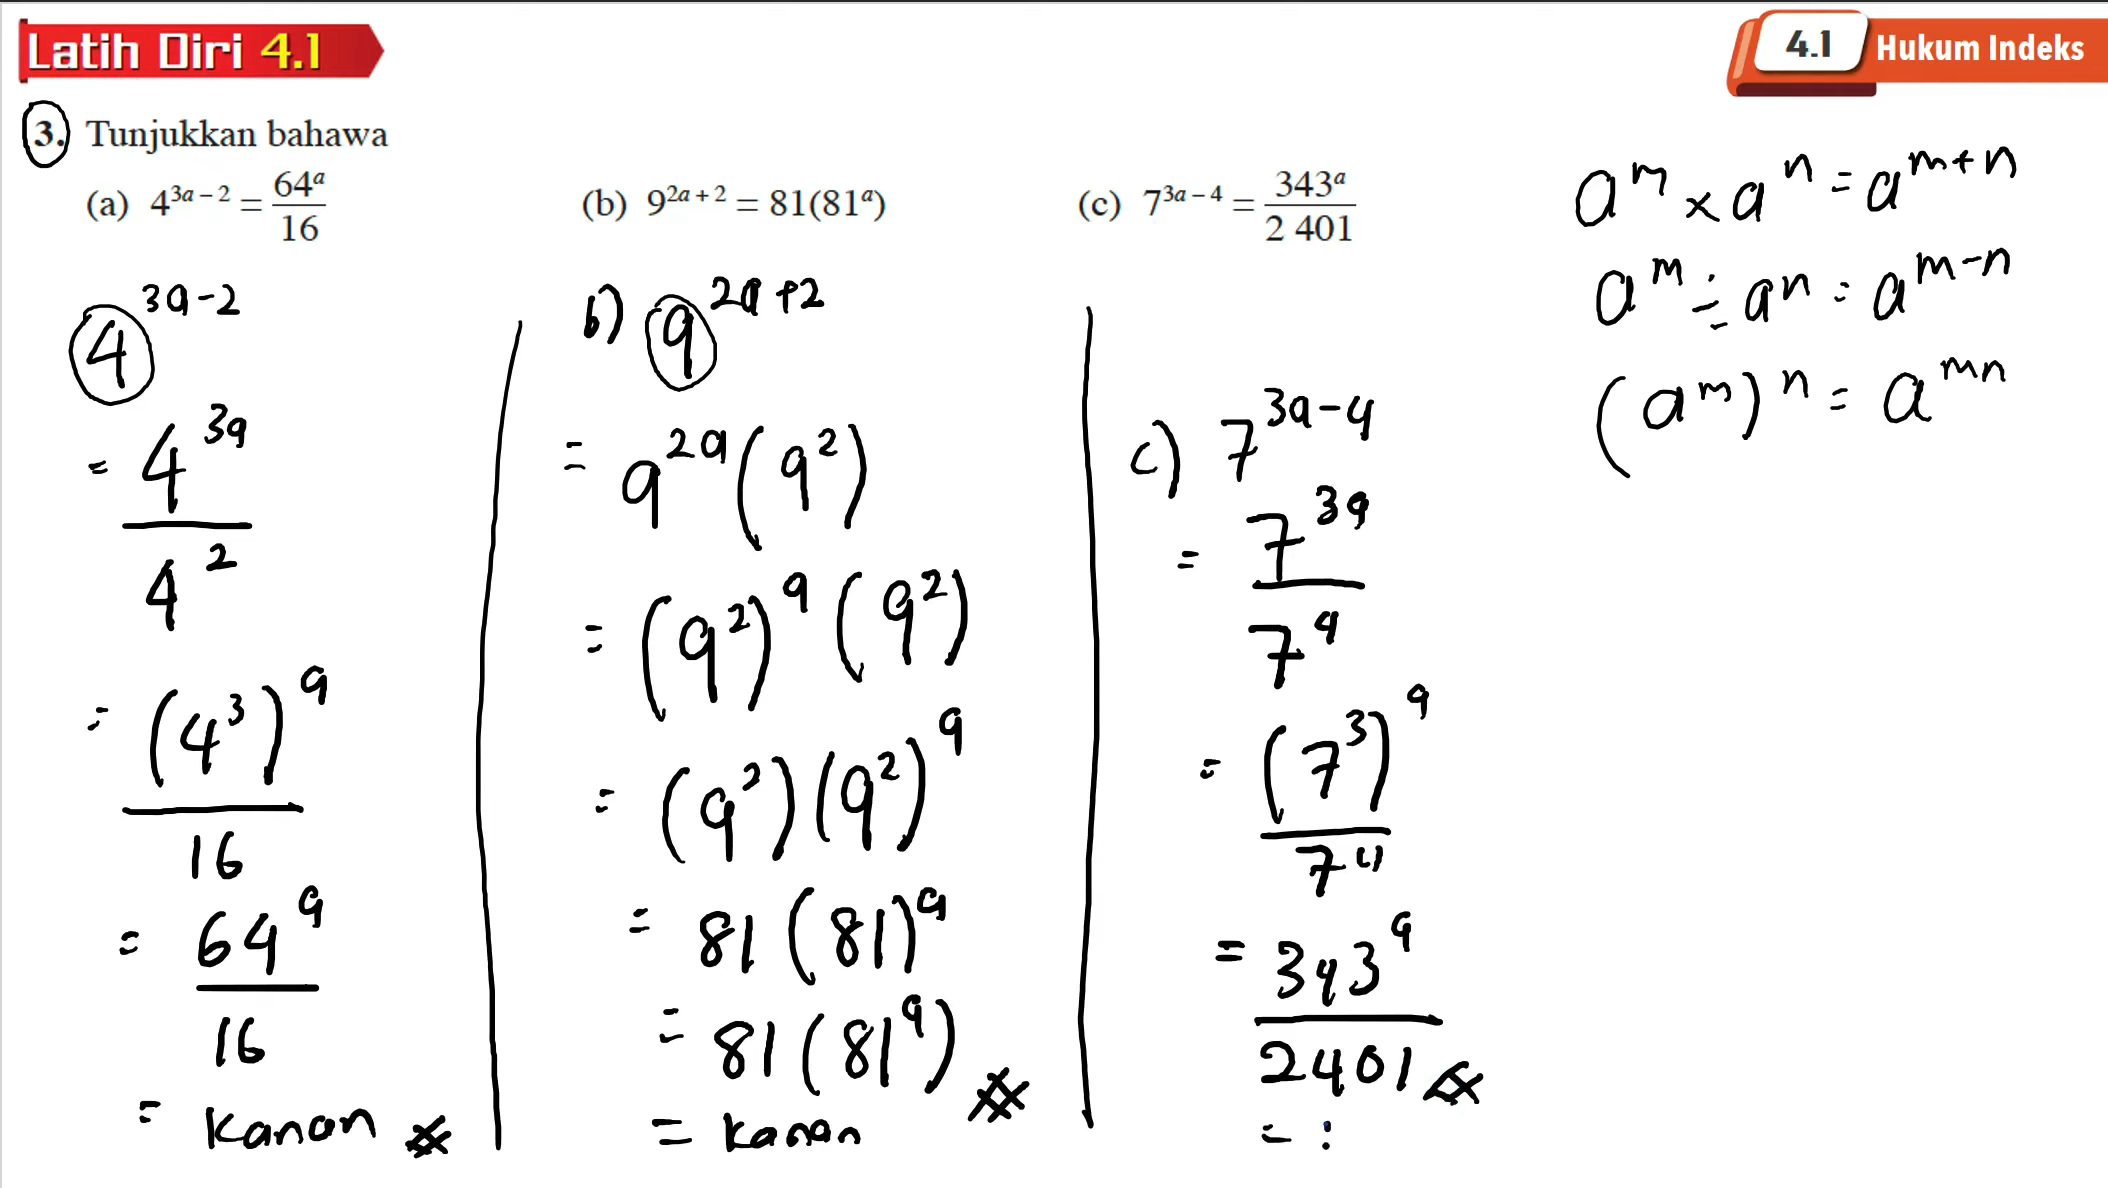 Latih Diri 4.1
4.1 Hukum Indeks
3. Tunjukkan bahawa
(a) 4^{3a – 2} = 64^a / 16
(b) 9^{2a + 2} = 81(81^a)
(c) 7^{3a – 4} = 343^a / 2 401
4^{3a-2}
= 4^{3a} / 4^2
= (4^3)^a / 16
= 64^a / 16
= kanan
b) 9^{2a+2}
= 9^{2a} (9^2)
= (9^2)^a (9^2)
= (9^2)(9^2)^a
= 81 (81)^a
= 81 (81^a)
= kanan
c) 7^{3a-4}
= 7^{3a} / 7^4
= (7^3)^a / 7^4
= 343^a / 2401
= :
a^m × a^n = a^{m+n}
a^m ÷ a^n = a^{m-n}
(a^m)^n = a^{mn}